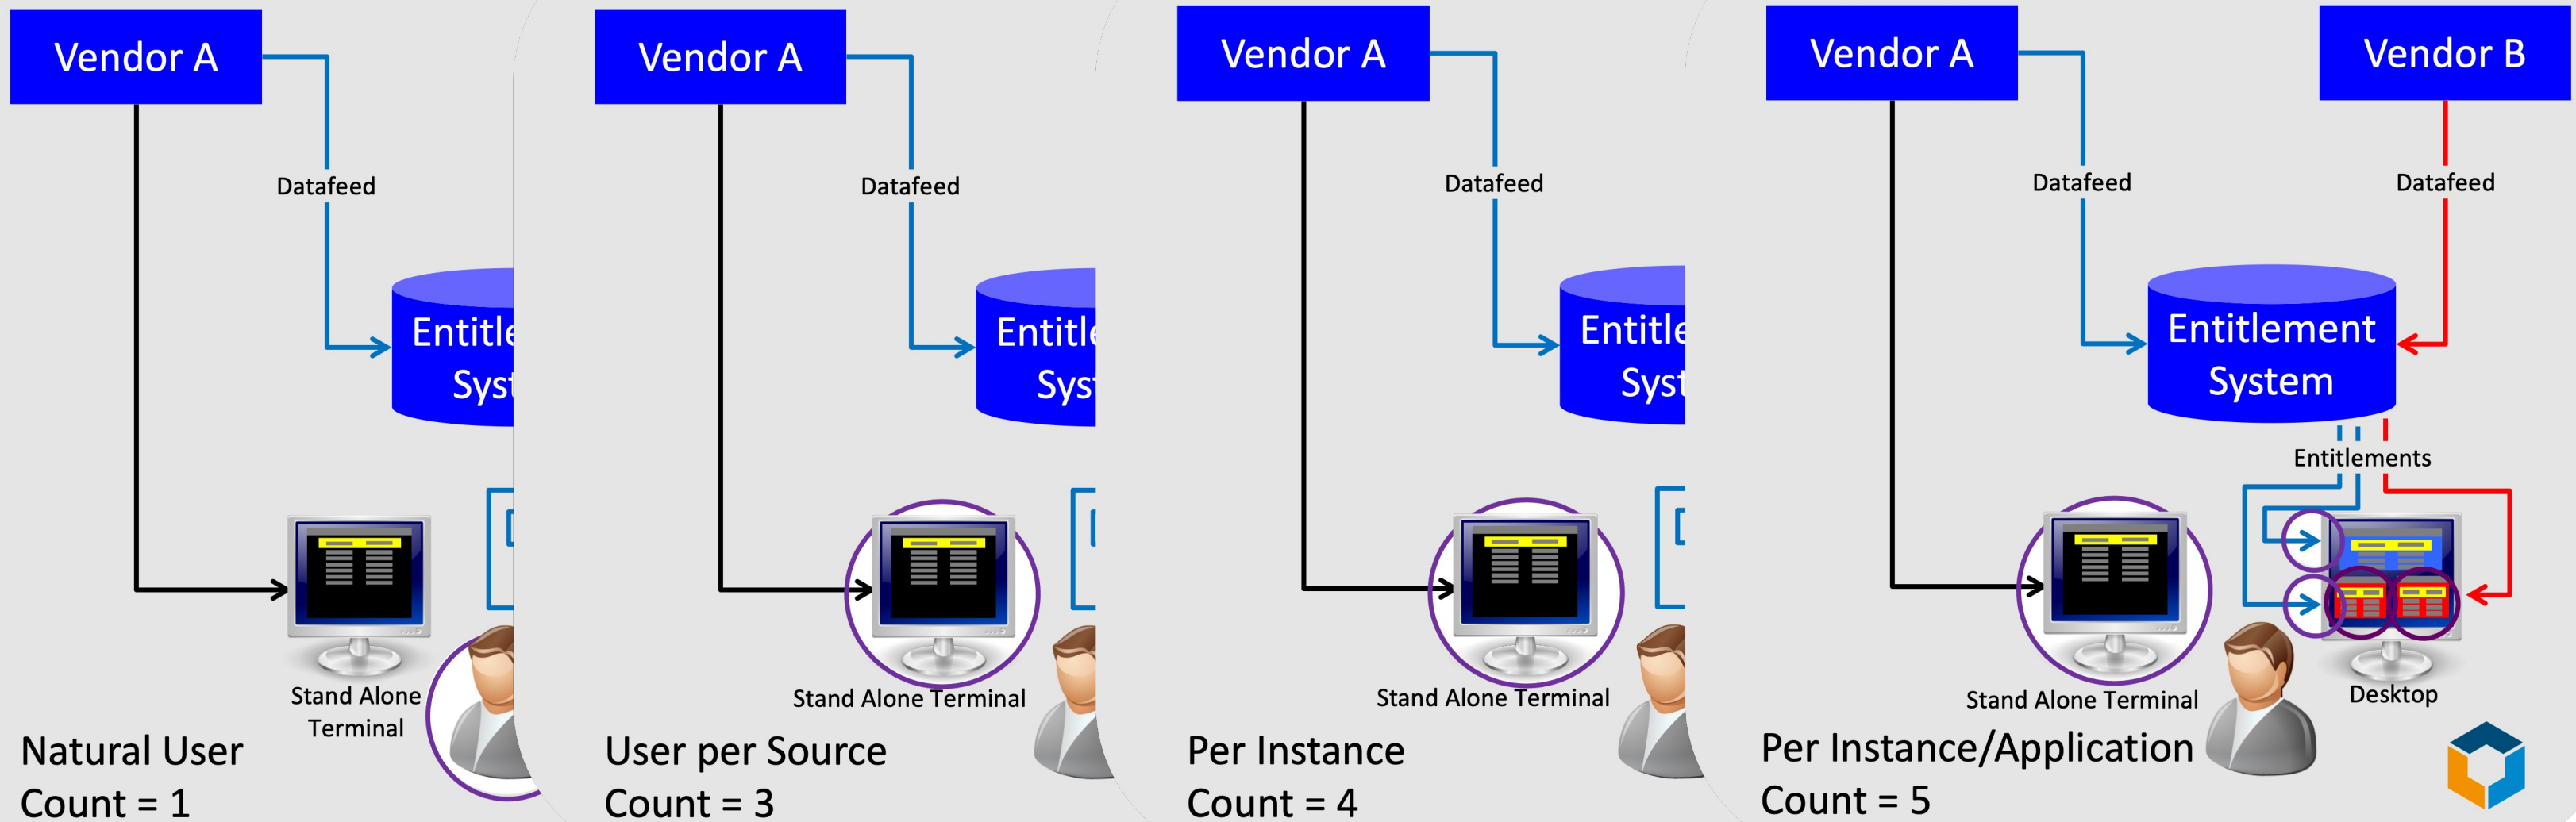 Vendor A
Datafeed
Entitle
Syst
Stand Alone
Terminal
Natural User
Count = 1
Vendor A
Datafeed
Entitle
Syst
Stand Alone Terminal
User per Source
Count = 3
Vendor A
Datafeed
Entitle
Syst
Stand Alone Terminal
Per Instance
Count = 4
Vendor A
Vendor B
Datafeed
Datafeed
Entitlement
System
Entitlements
Stand Alone Terminal
Desktop
Per Instance/Application
Count = 5